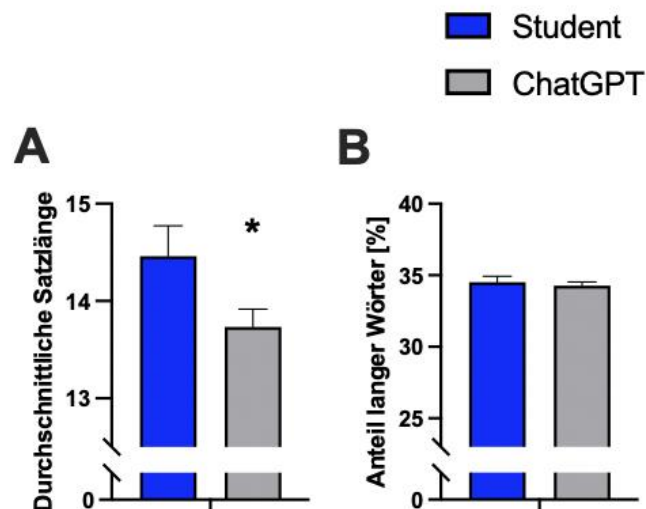 Student
ChatGPT
A
B
Durchschnittliche Satzlänge
15
14
13
0
*
Anteil langer Wörter [%]
40
35
30
25
0